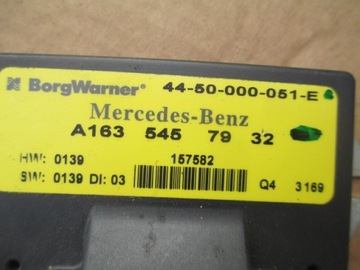 BorgWarner® 44-50-000-051-E
Mercedes-Benz
A163 545 79 32
HW: 0139 157582
SW: 0139 DI: 03 Q4 3169